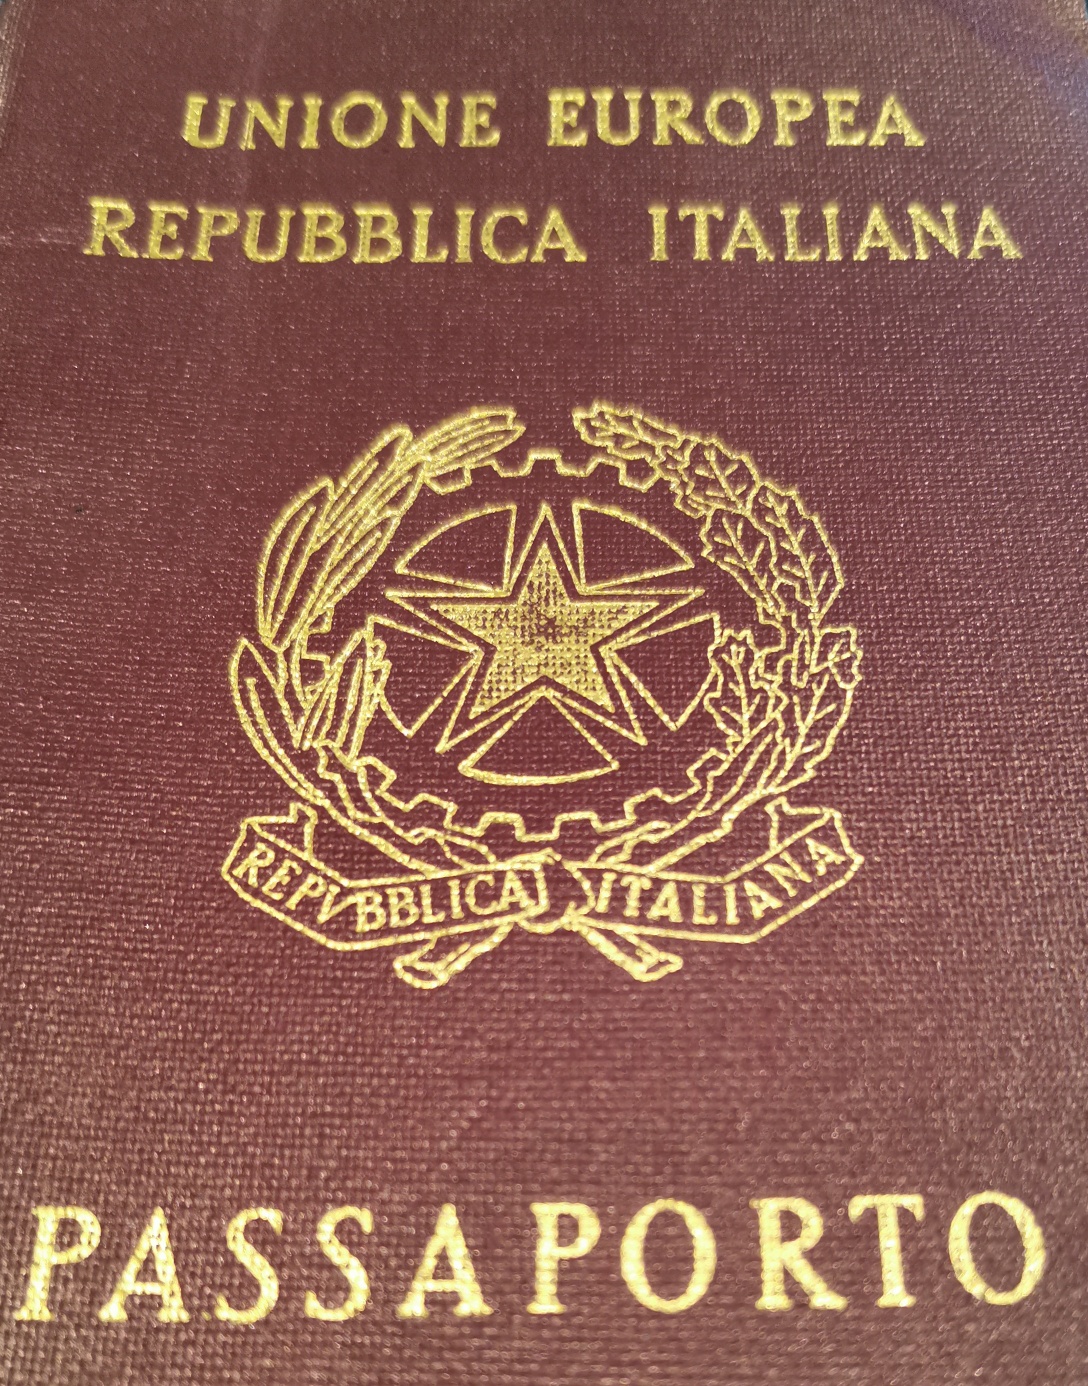 UNIONE EUROPEA
REPUBBLICA ITALIANA
REPVBBLICA ITALIANA
PASSAPORTO